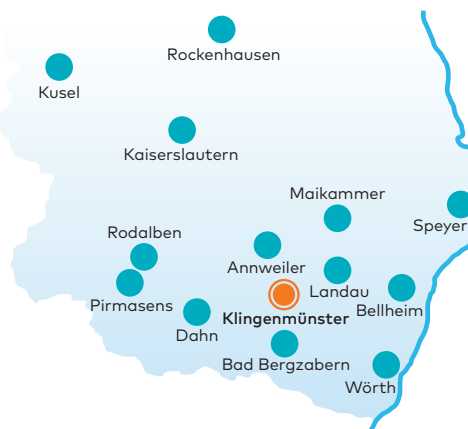 Rockenhausen
Kusel
Kaiserslautern
Maikammer
Speyer
Rodalben
Annweiler
Landau
Pirmasens
Klingenmünster
Bellheim
Dahn
Bad Bergzabern
Wörth